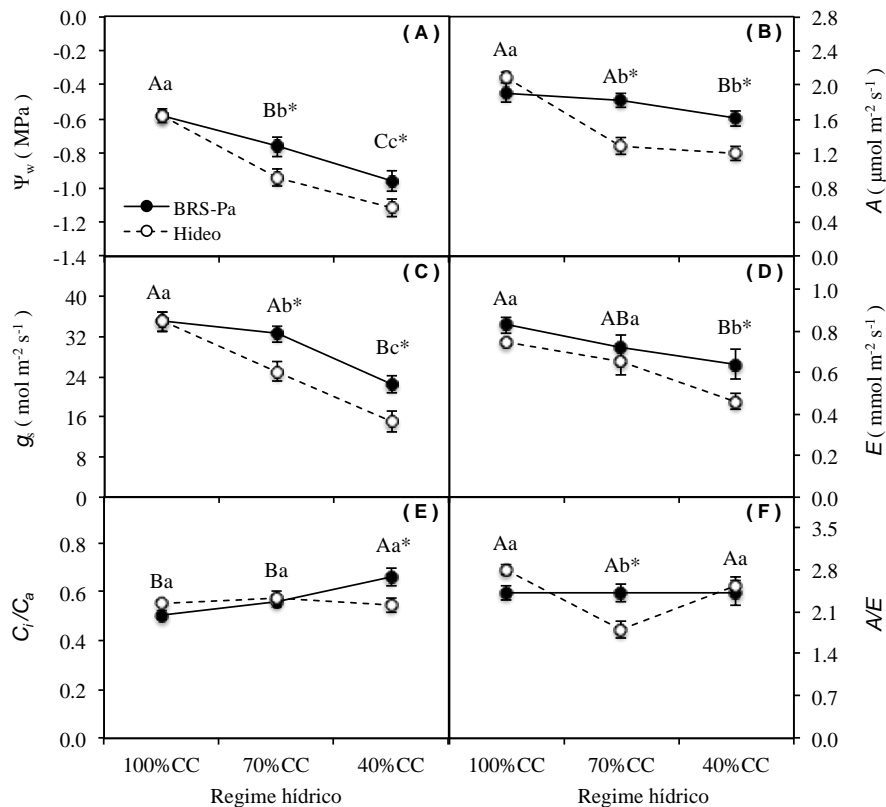 ( A )
0.0
-0.2
-0.4
-0.6
-0.8
-1.0
-1.2
-1.4
Ψw ( MPa)
Aa
Bb*
Cc*
BRS-Pa
Hideo
( B )
2.8
2.4
2.0
1.6
1.2
0.8
0.4
0.0
A ( µmol m-2 s-1)
Aa
Ab*
Bb*
( C )
40
32
24
16
8
0
gs ( mol m-2 s-1)
Aa
Ab*
Bc*
( D )
1.0
0.8
0.6
0.4
0.2
0.0
E ( mmol m-2 s-1)
Aa
ABa
Bb*
( E )
0.8
0.6
0.4
0.2
0.0
Ci/Ca
Ba
Ba
Aa*
( F )
3.5
2.8
2.1
1.4
0.7
0.0
A/E
Aa
Ab*
Aa
100%CC 70%CC 40%CC
Regime hídrico
100%CC 70%CC 40%CC
Regime hídrico